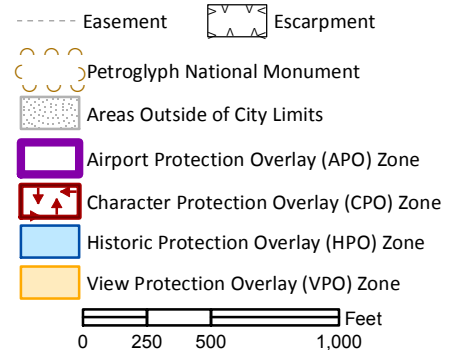 Easement Escarpment
Petroglyph National Monument
Areas Outside of City Limits
Airport Protection Overlay (APO) Zone
Character Protection Overlay (CPO) Zone
Historic Protection Overlay (HPO) Zone
View Protection Overlay (VPO) Zone
Feet
0 250 500 1,000